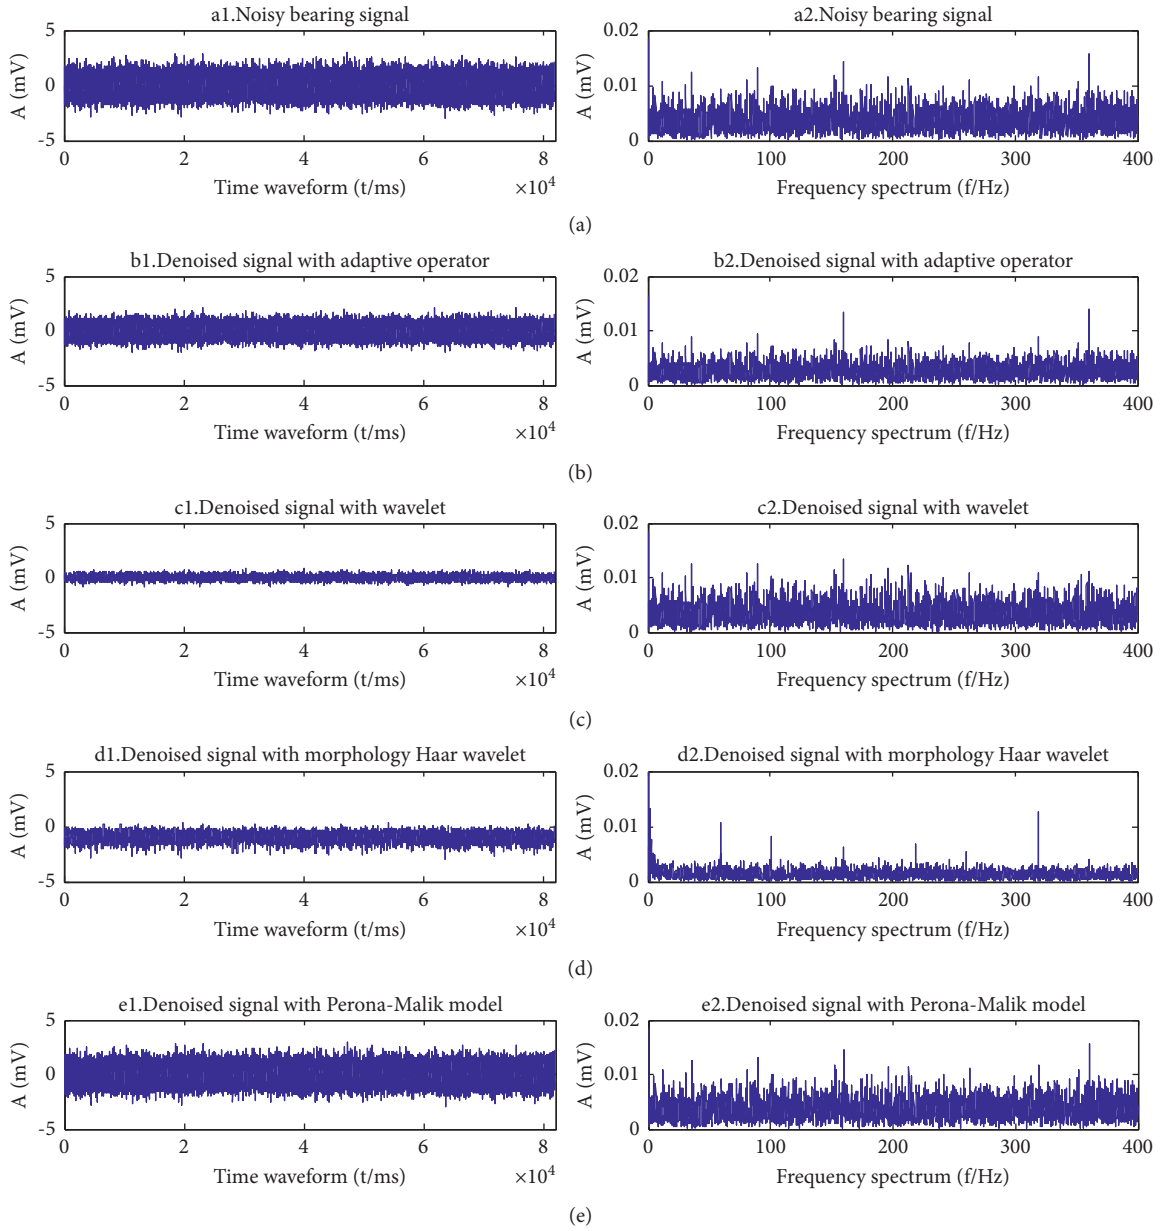 a1.Noisy bearing signal
A (mV)
5
0
-5
0 2 4 6 8
Time waveform (t/ms)
×10^4
a2.Noisy bearing signal
A (mV)
0.02
0.01
0
0 100 200 300 400
Frequency spectrum (f/Hz)
(a)
b1.Denoised signal with adaptive operator
A (mV)
5
0
-5
0 2 4 6 8
Time waveform (t/ms)
×10^4
b2.Denoised signal with adaptive operator
A (mV)
0.02
0.01
0
0 100 200 300 400
Frequency spectrum (f/Hz)
(b)
c1.Denoised signal with wavelet
A (mV)
5
0
-5
0 2 4 6 8
Time waveform (t/ms)
×10^4
c2.Denoised signal with wavelet
A (mV)
0.02
0.01
0
0 100 200 300 400
Frequency spectrum (f/Hz)
(c)
d1.Denoised signal with morphology Haar wavelet
A (mV)
5
0
-5
0 2 4 6 8
Time waveform (t/ms)
×10^4
d2.Denoised signal with morphology Haar wavelet
A (mV)
0.02
0.01
0
0 100 200 300 400
Frequency spectrum (f/Hz)
(d)
e1.Denoised signal with Perona-Malik model
A (mV)
5
0
-5
0 2 4 6 8
Time waveform (t/ms)
×10^4
e2.Denoised signal with Perona-Malik model
A (mV)
0.02
0.01
0
0 100 200 300 400
Frequency spectrum (f/Hz)
(e)